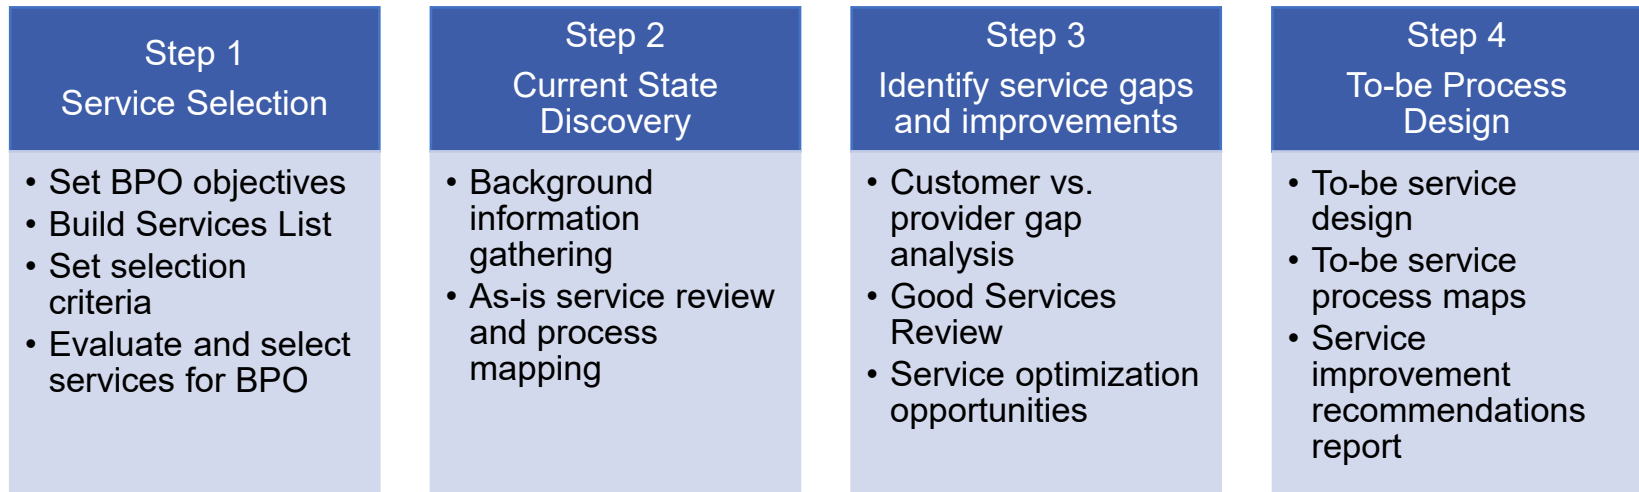 Step 1
Service Selection
• Set BPO objectives
• Build Services List
• Set selection
criteria
• Evaluate and select
services for BPO
Step 2
Current State
Discovery
• Background
information
gathering
• As-is service review
and process
mapping
Step 3
Identify service gaps
and improvements
• Customer vs.
provider gap
analysis
• Good Services
Review
• Service optimization
opportunities
Step 4
To-be Process
Design
• To-be service
design
• To-be service
process maps
• Service
improvement
recommendations
report